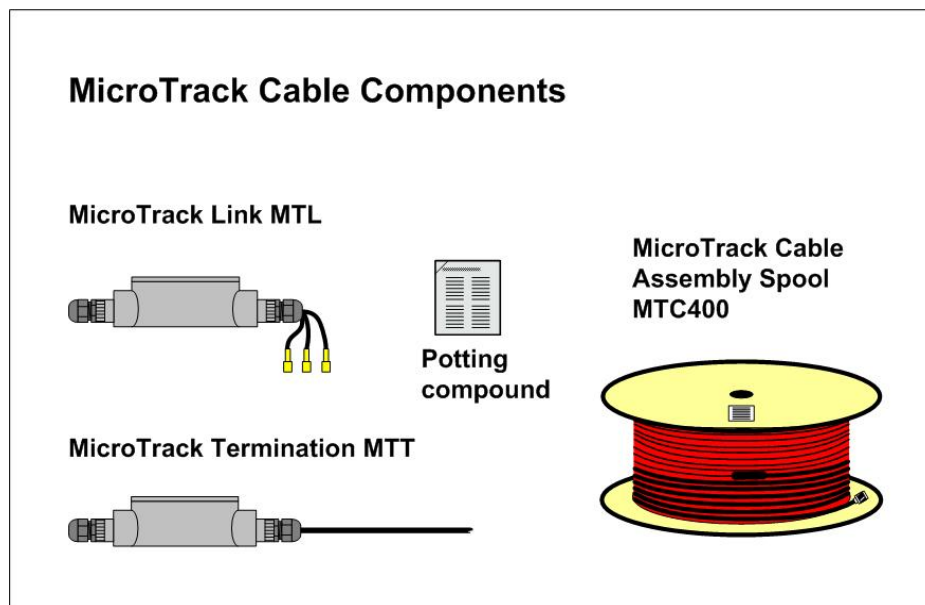 MicroTrack Cable Components
MicroTrack Link MTL
MicroTrack Cable
Assembly Spool
MTC400
Potting
compound
MicroTrack Termination MTT